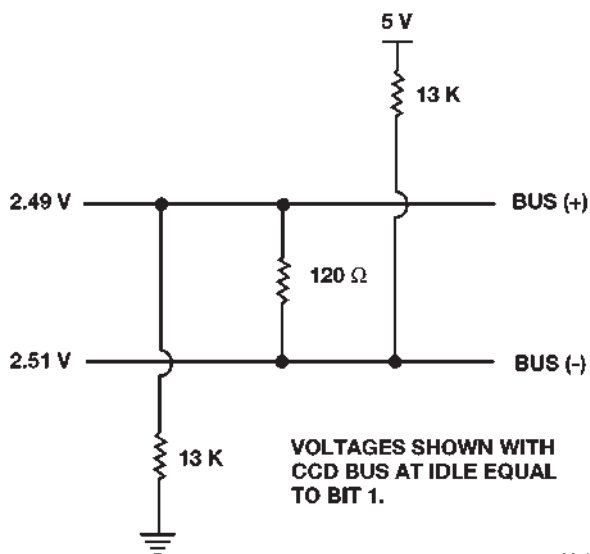 5 V
13 K
2.49 V
BUS (+)
120 Ω
2.51 V
BUS (-)
13 K
VOLTAGES SHOWN WITH
CCD BUS AT IDLE EQUAL
TO BIT 1.